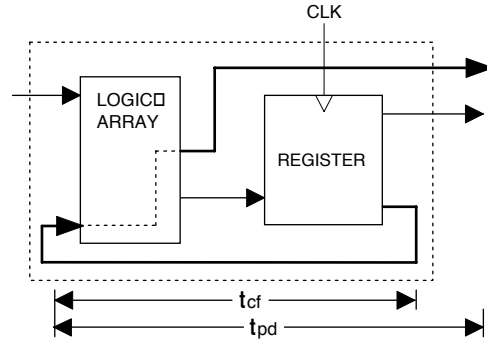 CLK
LOGIC□
ARRAY
REGISTER
tcf
tpd